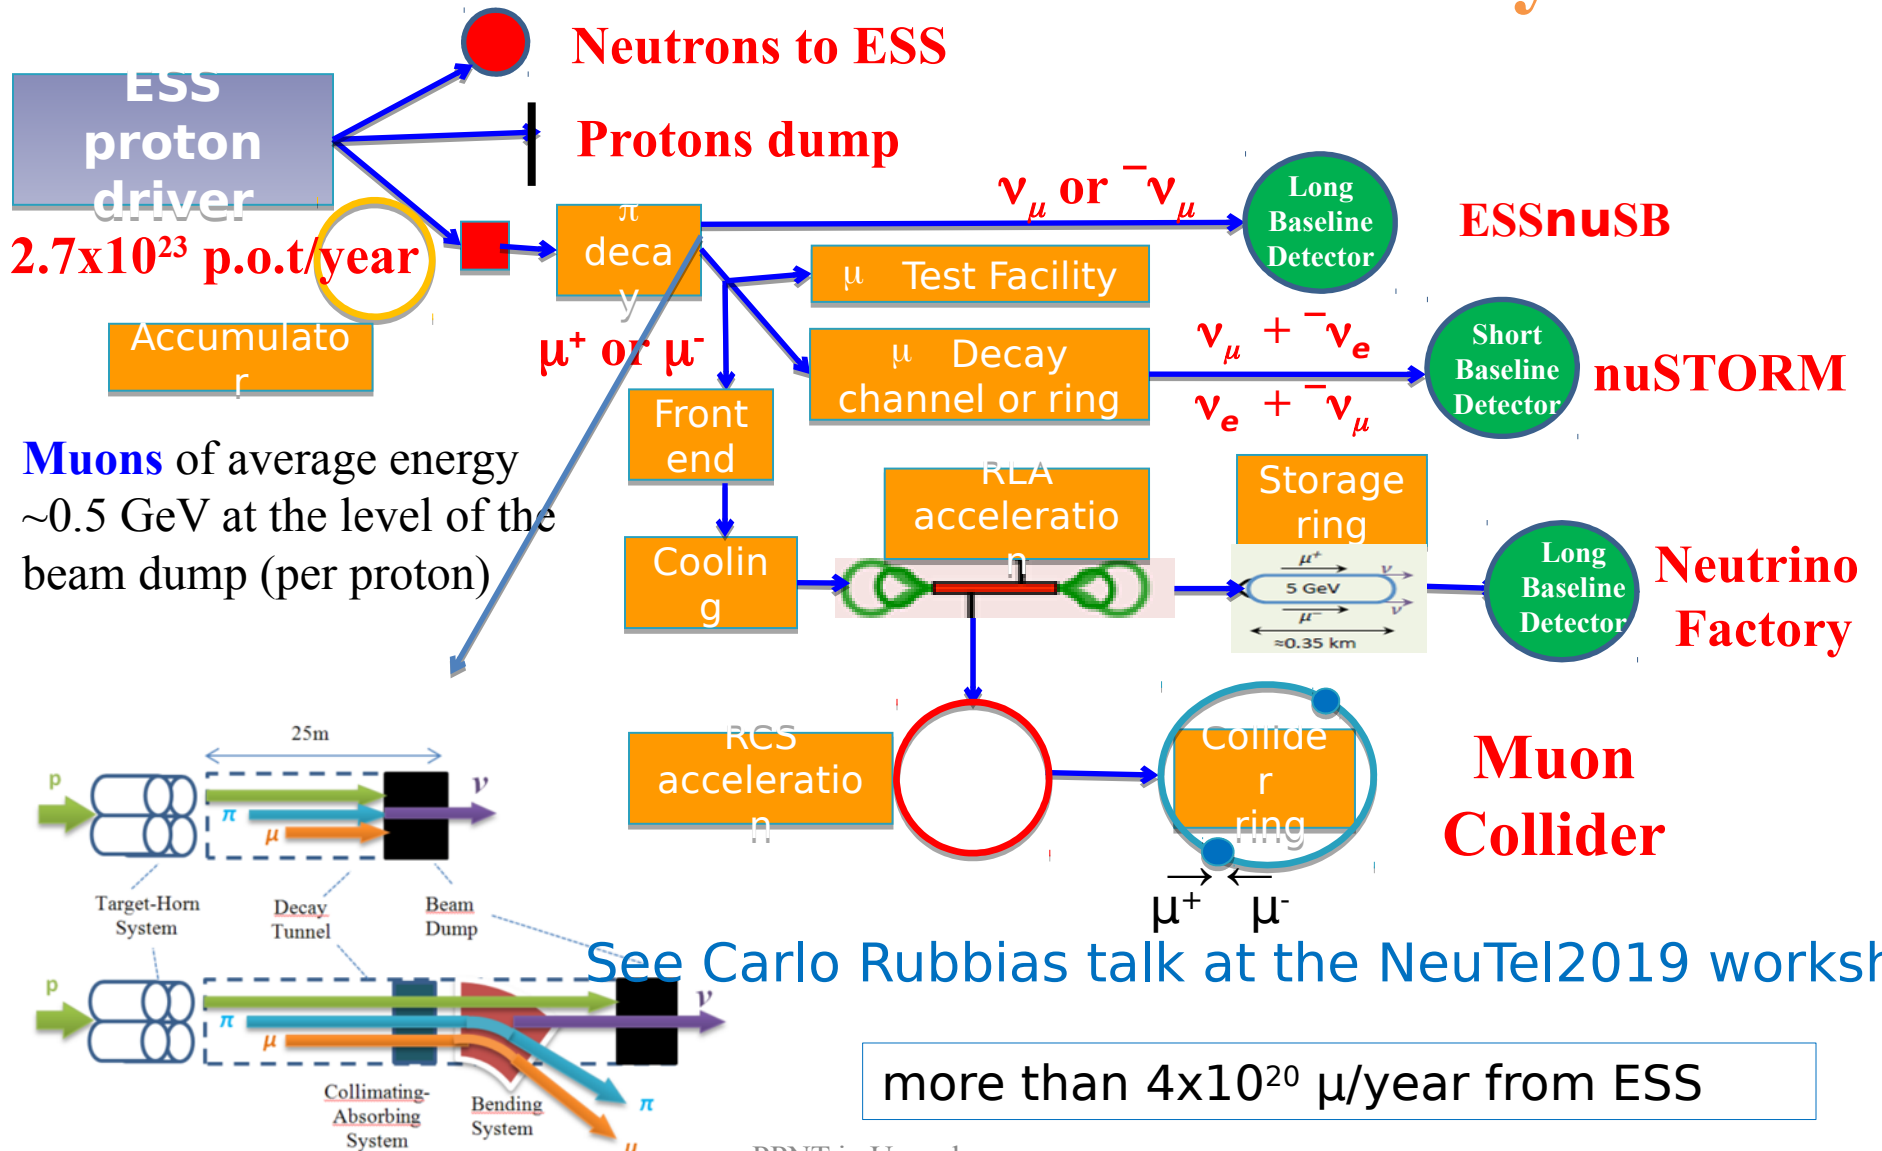 Neutrons to ESS
ESS
proton
driver
Protons dump
2.7x10²³ p.o.t/year
Accumulato
r
π
deca
y
νμ or ¯νμ
Long
Baseline
Detector
ESSnuSB
μ Test Facility
μ⁺ or μ⁻
μ Decay
channel or ring
νμ + ¯νe
νe + ¯νμ
Short
Baseline
Detector
nuSTORM
Front
end
Muons of average energy
~0.5 GeV at the level of the
beam dump (per proton)
Coolin
g
RLA
acceleratio
n
Storage
ring
μ⁺
ν
5 GeV
ν
μ⁻
≈0.35 km
Long
Baseline
Detector
Neutrino
Factory
RCS
acceleratio
n
Collide
r
ring
μ⁺ μ⁻
Muon
Collider
25m
p
π
μ
ν
Target-Horn
System
Decay
Tunnel
Beam
Dump
See Carlo Rubbias talk at the NeuTel2019 worksh
p
π
μ
ν
π
μ
Collimating-
Absorbing
System
Bending
System
more than 4x10²⁰ μ/year from ESS